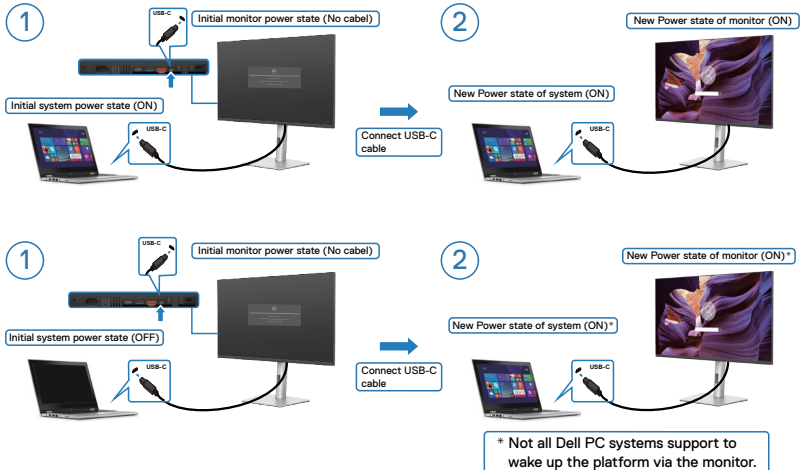 1
USB-C
Initial monitor power state (No cabel)
Initial system power state (ON)
USB-C
Connect USB-C
cable
2
New Power state of monitor (ON)
New Power state of system (ON)
USB-C
1
USB-C
Initial monitor power state (No cabel)
Initial system power state (OFF)
USB-C
Connect USB-C
cable
2
New Power state of monitor (ON)*
New Power state of system (ON)*
USB-C
* Not all Dell PC systems support to
wake up the platform via the monitor.